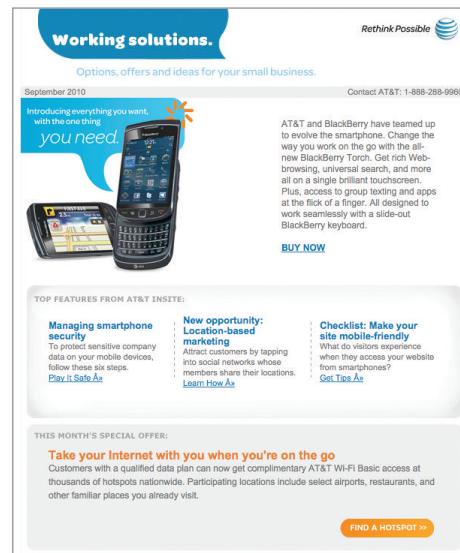 Working solutions.
Rethink Possible
Options, offers and ideas for your small business.
September 2010
Contact AT&T: 1-888-288-9960
Introducing everything you want,
with the one thing
you need.
AT&T and BlackBerry have teamed up
to evolve the smartphone. Change the
way you work on the go with the all-
new BlackBerry Torch. Get rich Web-
browsing, universal search, and more
all on a single brilliant touchscreen.
Plus, access to group texting and apps
at the flick of a finger. All designed to
work seamlessly with a slide-out
BlackBerry keyboard.
BUY NOW
TOP FEATURES FROM AT&T INSITE:
Managing smartphone
security
To protect sensitive company
data on your mobile devices,
follow these six steps.
Play It Safe Â»
New opportunity:
Location-based
marketing
Attract customers by tapping
into social networks whose
members share their locations.
Learn How Â»
Checklist: Make your
site mobile-friendly
What do visitors experience
when they access your website
from smartphones?
Get Tips Â»
THIS MONTH'S SPECIAL OFFER:
Take your Internet with you when you're on the go
Customers with a qualified data plan can now get complimentary AT&T Wi-Fi Basic access at
thousands of hotspots nationwide. Participating locations include select airports, restaurants, and
other familiar places you already visit.
FIND A HOTSPOT >>